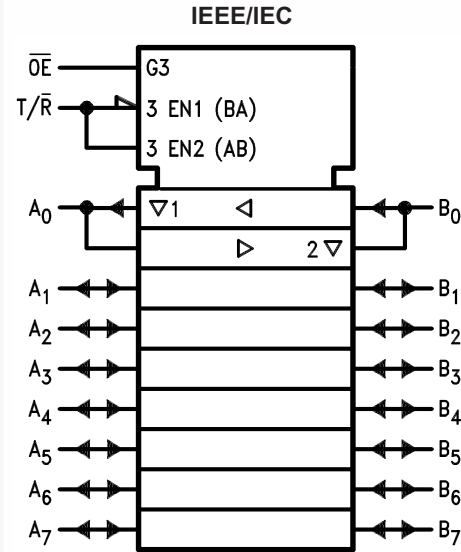 IEEE/IEC
O̅E̅ G3
T/R̅ 3 EN1 (BA)
3 EN2 (AB)
A₀ ▽1 ◁ B₀
▷ 2▽
A₁ B₁
A₂ B₂
A₃ B₃
A₄ B₄
A₅ B₅
A₆ B₆
A₇ B₇